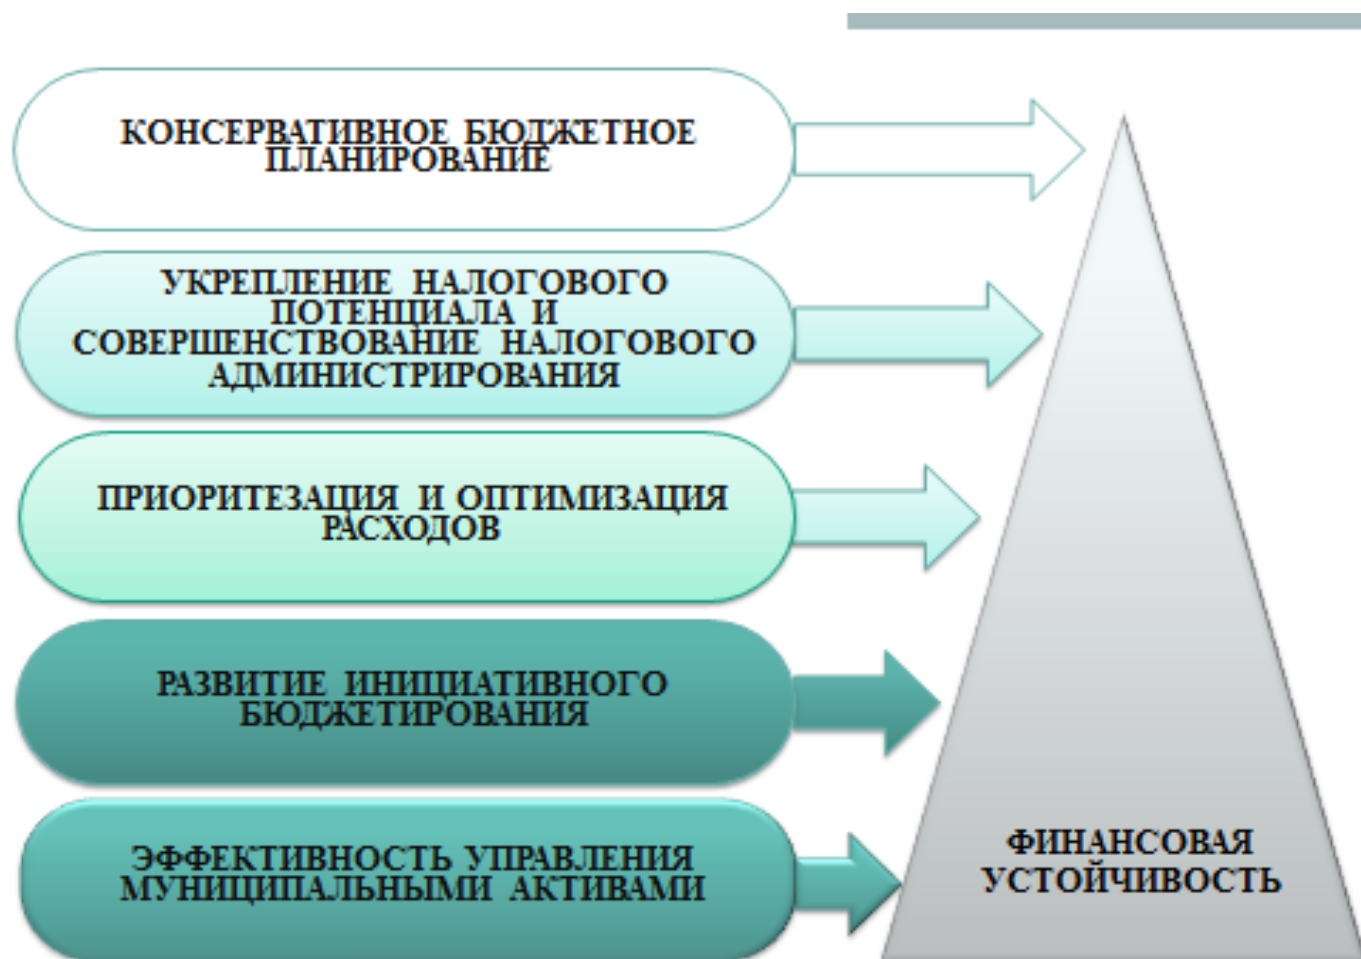 КОНСЕРВАТИВНОЕ БЮДЖЕТНОЕ
ПЛАНИРОВАНИЕ
УКРЕПЛЕНИЕ НАЛОГОВОГО
ПОТЕНЦИАЛА И
СОВЕРШЕНСТВОВАНИЕ НАЛОГОВОГО
АДМИНИСТРИРОВАНИЯ
ПРИОРИТЕЗАЦИЯ И ОПТИМИЗАЦИЯ
РАСХОДОВ
РАЗВИТИЕ ИНИЦИАТИВНОГО
БЮДЖЕТИРОВАНИЯ
ЭФФЕКТИВНОСТЬ УПРАВЛЕНИЯ
МУНИЦИПАЛЬНЫМИ АКТИВАМИ
ФИНАНСОВАЯ
УСТОЙЧИВОСТЬ